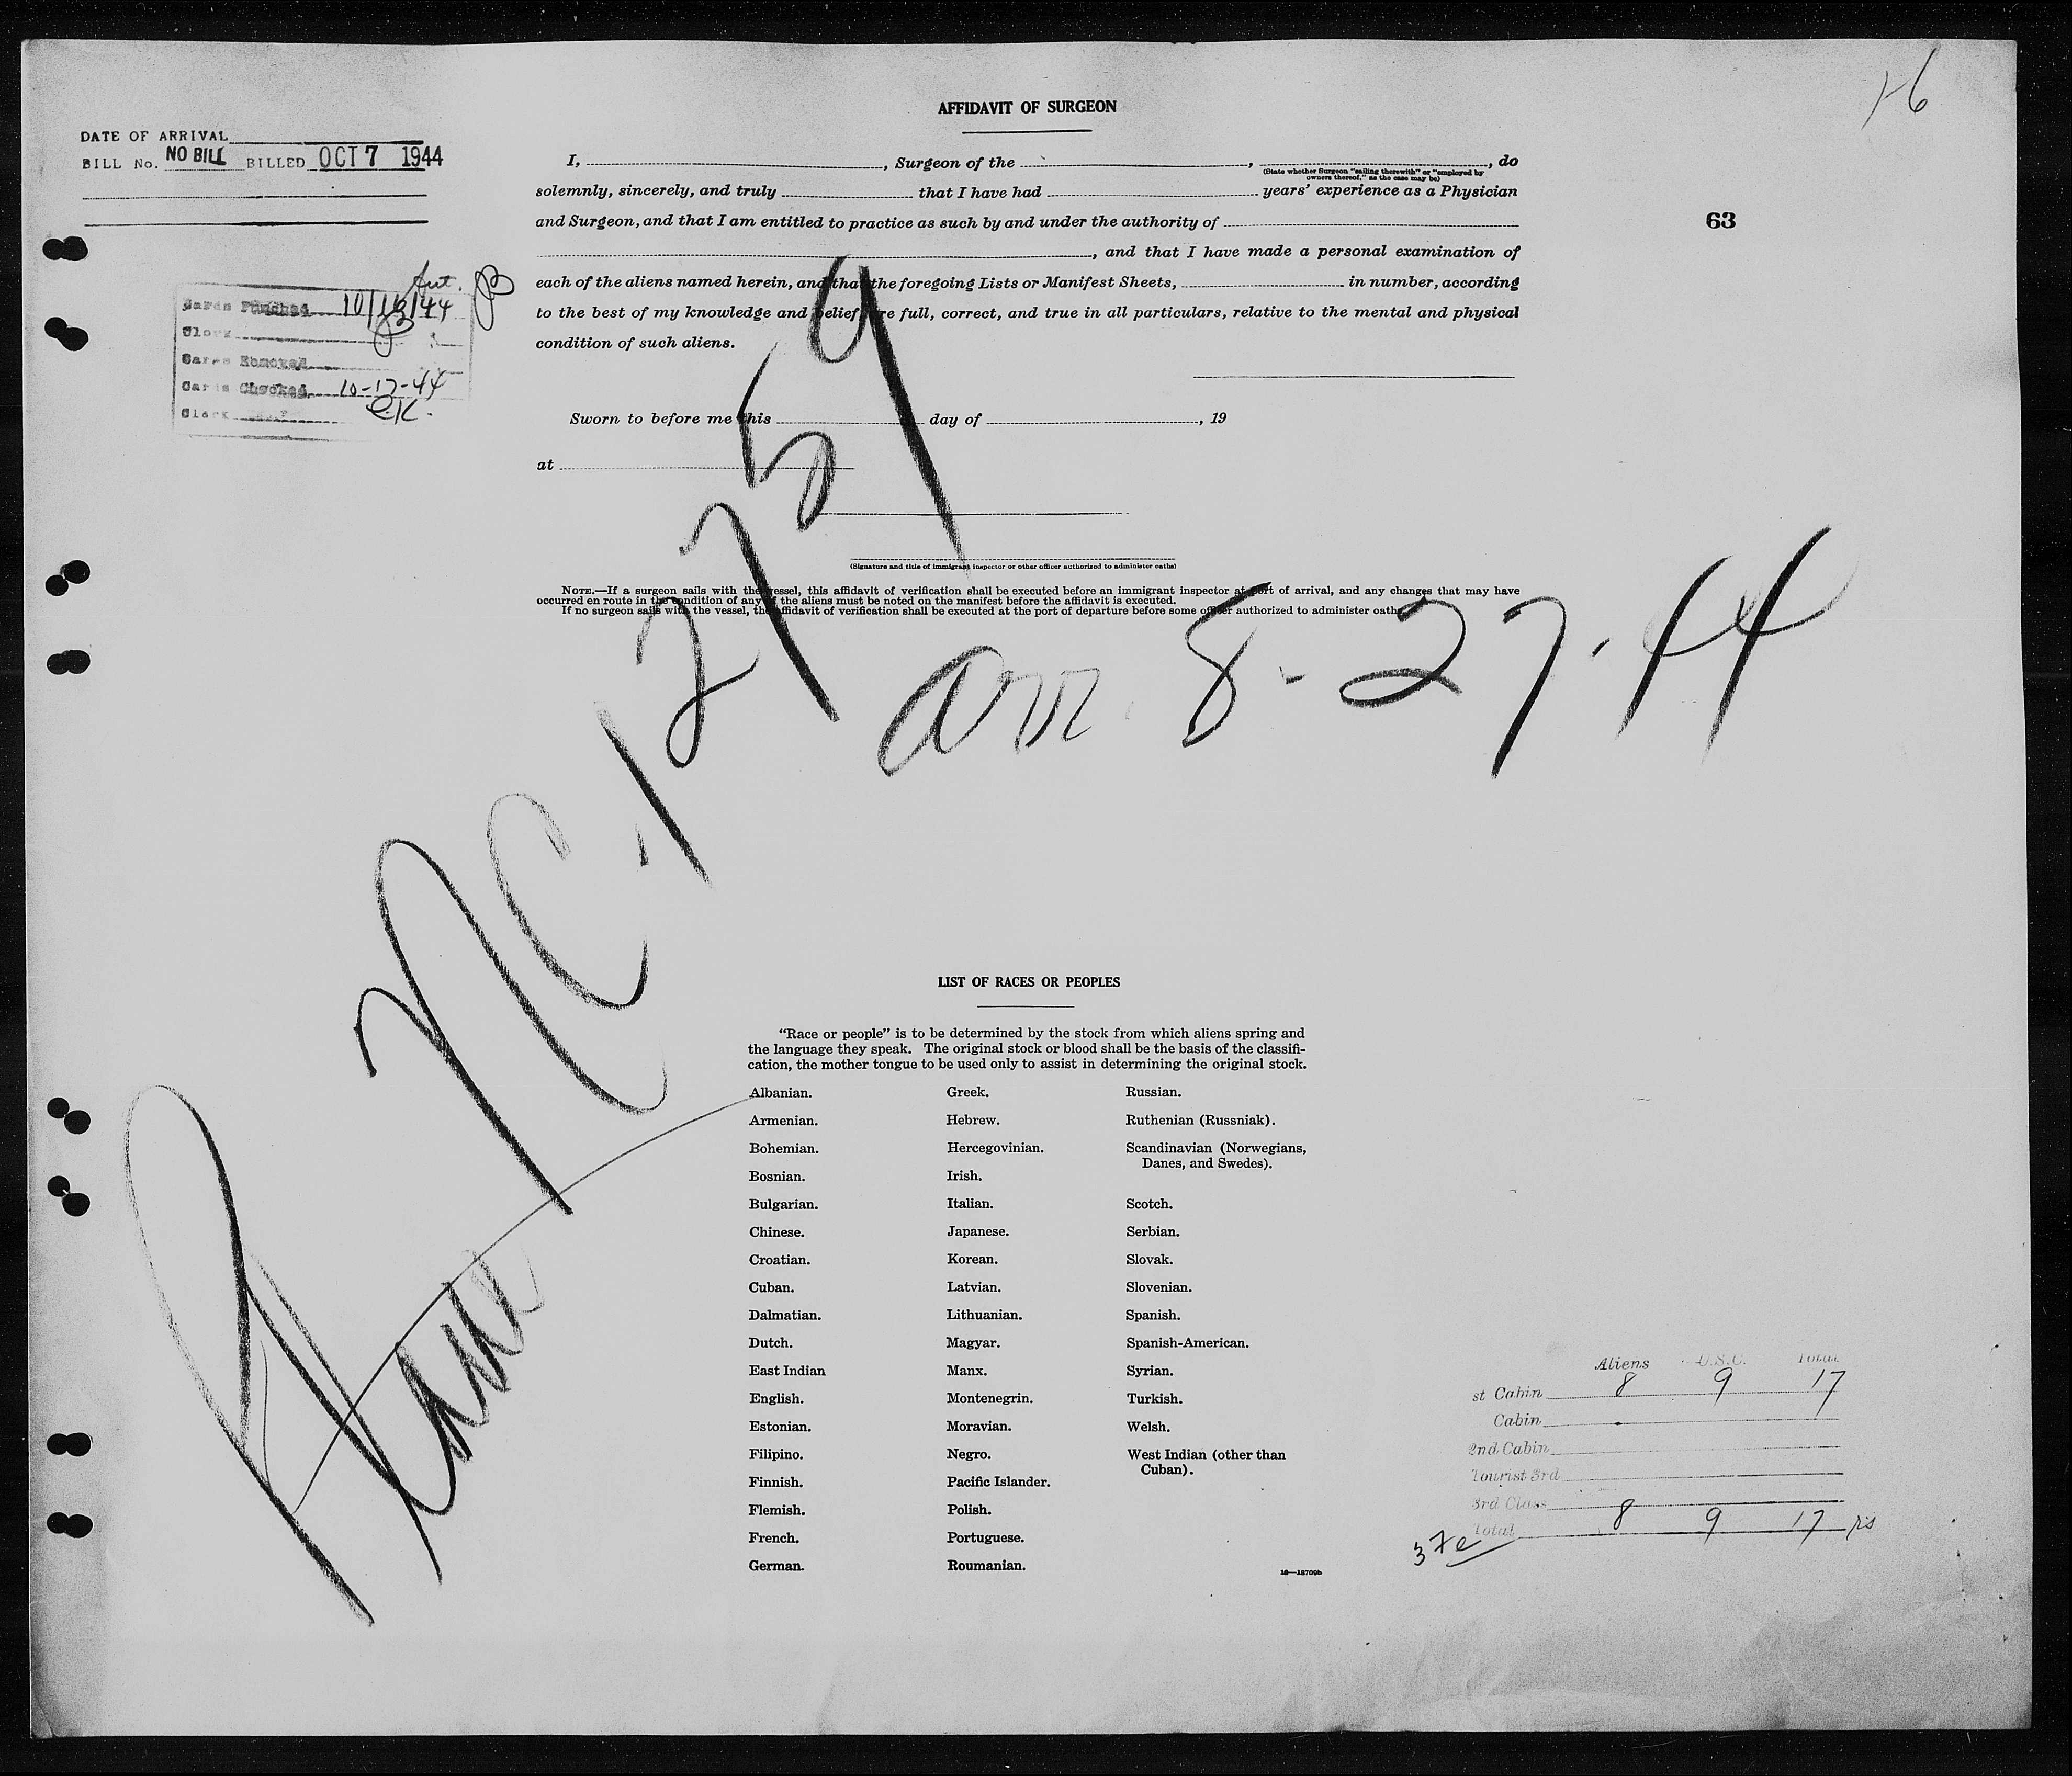 1-6
AFFIDAVIT OF SURGEON
DATE OF ARRIVAL
BILL No. NO BILL BILLED OCT 7 1944
I, , Surgeon of the , , do
(State whether Surgeon "sailing therewith" or "employed by
owners thereof," as the case may be)
solemnly, sincerely, and truly that I have had years' experience as a Physician
and Surgeon, and that I am entitled to practice as such by and under the authority of
63
, and that I have made a personal examination of
each of the aliens named herein, and that the foregoing Lists or Manifest Sheets, in number, according
to the best of my knowledge and belief, are full, correct, and true in all particulars, relative to the mental and physical
condition of such aliens.
Cards Punched 10/18/44
Clerk
Cards Removed
Cards Checked 10-17-44
Clerk EK.
Sworn to before me this day of , 19
at
(Signature and title of immigrant inspector or other officer authorized to administer oaths)
NOTE.—If a surgeon sails with the vessel, this affidavit of verification shall be executed before an immigrant inspector at port of arrival, and any changes that may have
occurred en route in the condition of any of the aliens must be noted on the manifest before the affidavit is executed.
If no surgeon sails with the vessel, the affidavit of verification shall be executed at the port of departure before some officer authorized to administer oaths.
Plane NC. 12759
arr. 8-27-44
LIST OF RACES OR PEOPLES
"Race or people" is to be determined by the stock from which aliens spring and
the language they speak. The original stock or blood shall be the basis of the classifi-
cation, the mother tongue to be used only to assist in determining the original stock.
Albanian.
Armenian.
Bohemian.
Bosnian.
Bulgarian.
Chinese.
Croatian.
Cuban.
Dalmatian.
Dutch.
East Indian
English.
Estonian.
Filipino.
Finnish.
Flemish.
French.
German.
Greek.
Hebrew.
Hercegovinian.
Irish.
Italian.
Japanese.
Korean.
Latvian.
Lithuanian.
Magyar.
Manx.
Montenegrin.
Moravian.
Negro.
Pacific Islander.
Polish.
Portuguese.
Roumanian.
Russian.
Ruthenian (Russniak).
Scandinavian (Norwegians,
Danes, and Swedes).
Scotch.
Serbian.
Slovak.
Slovenian.
Spanish.
Spanish-American.
Syrian.
Turkish.
Welsh.
West Indian (other than
Cuban).
16—18709b
Aliens U.S.C. Total
st Cabin 8 9 17
Cabin
2nd Cabin
Tourist 3rd
3rd Class
Total 8 9 17